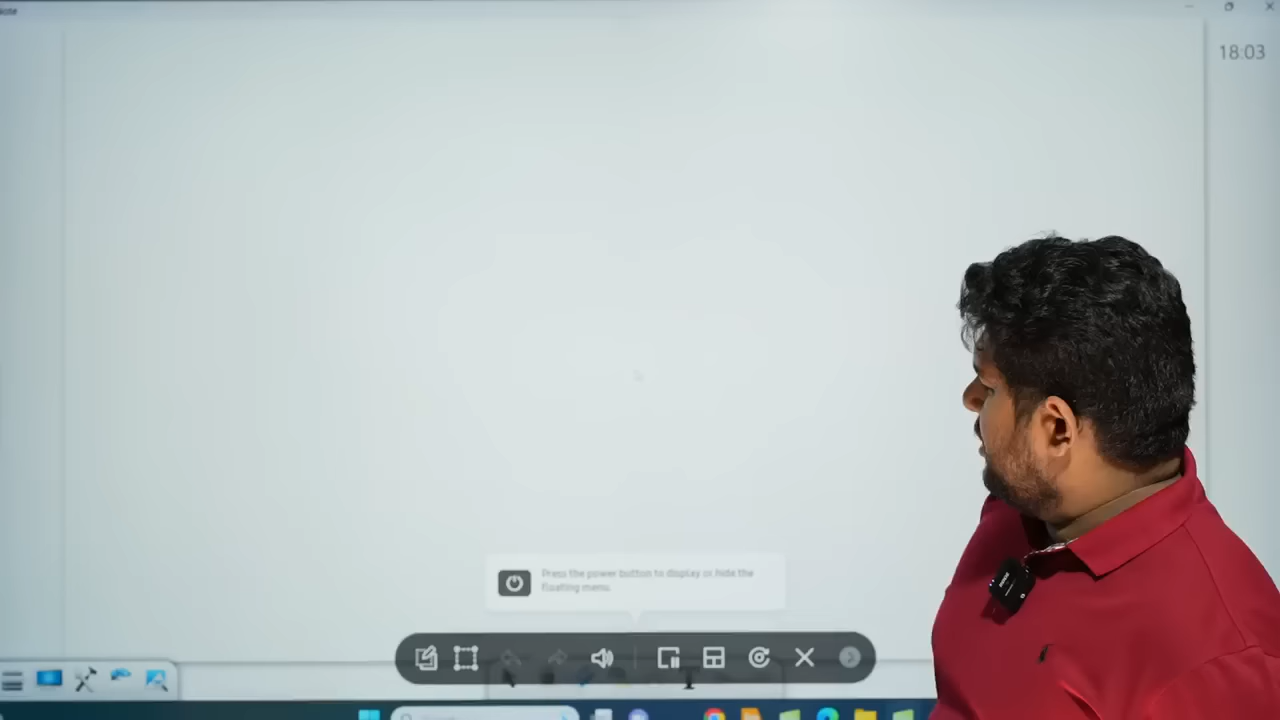 18:03
Press the power button to display or hide the
floating menu.